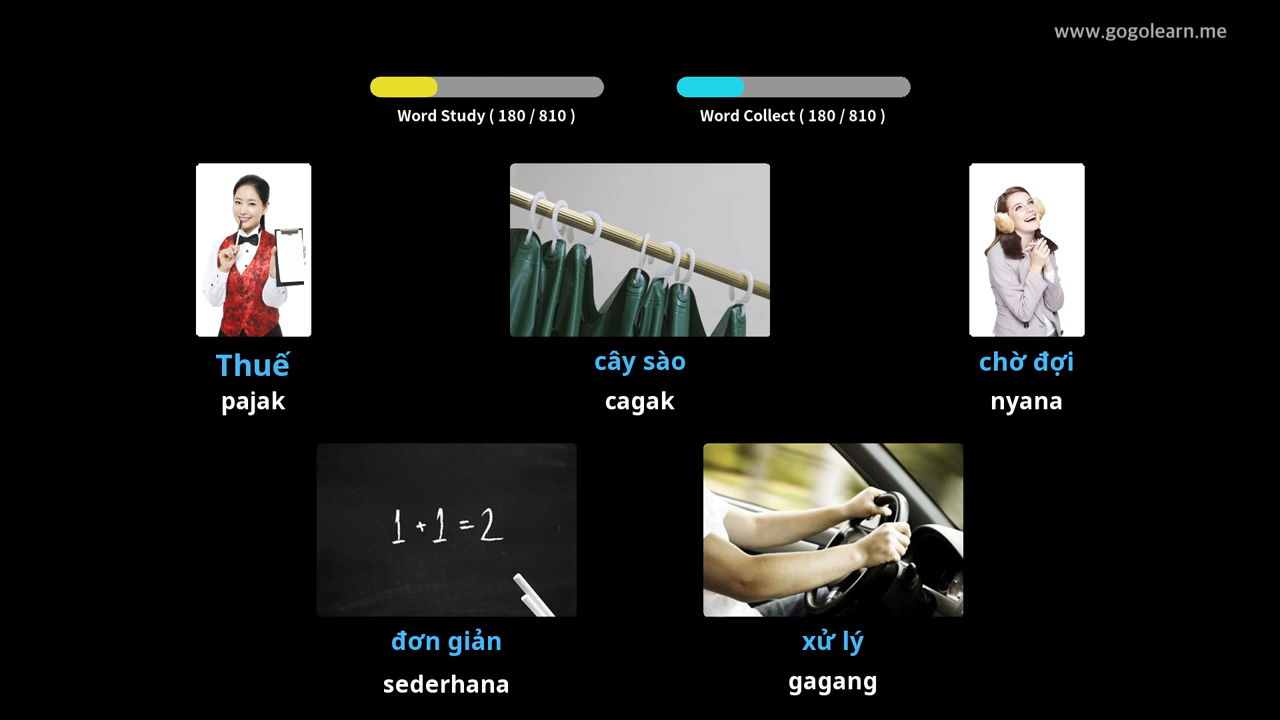 www.gogolearn.me
Word Study ( 180 / 810 )
Word Collect ( 180 / 810 )
Thuế
pajak
cây sào
cagak
chờ đợi
nyana
1 + 1 = 2
đơn giản
sederhana
xử lý
gagang